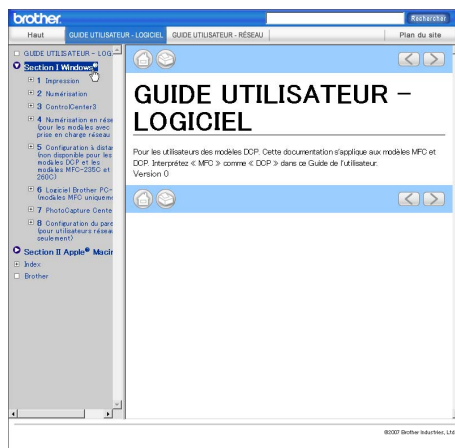 brother.
Rechercher
Haut
GUIDE UTILISATEUR - LOGICIEL
GUIDE UTILISATEUR - RÉSEAU
Plan du site
GUIDE UTILISATEUR - LOG
Section I Windows®
1 Impression
2 Numérisation
3 ControlCenter3
4 Numérisation en rése
(pour les modèles avec
prise en charge réseau
5 Configuration à distan
(non disponible pour les
modèles DCP et les
modèles MFC-235C et
260C)
6 Logiciel Brother PC-
(modèles MFC uniqueme
7 PhotoCapture Cente
8 Configuration du pare
(pour utilisateurs résea
seulement)
Section II Apple® Macin
Index
Brother
GUIDE UTILISATEUR –
LOGICIEL
Pour les utilisateurs des modèles DCP. Cette documentation s'applique aux modèles MFC et
DCP. Interprétez « MFC » comme « DCP » dans ce Guide de l'utilisateur.
Version 0
©2007 Brother Industries, Ltd